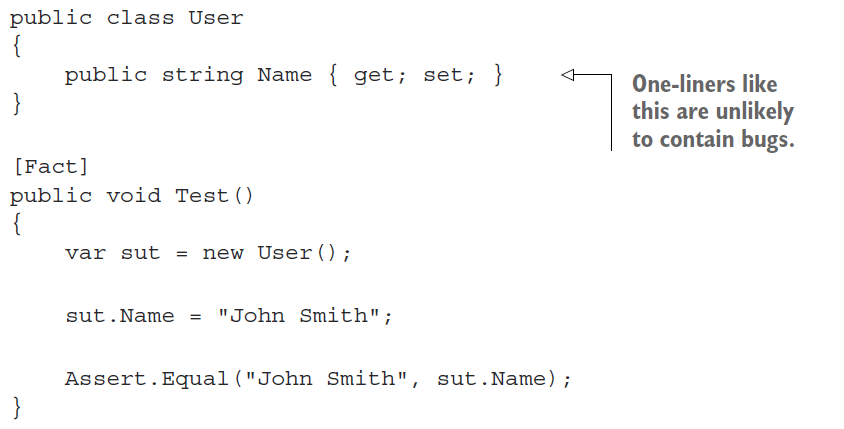 public class User
{
    public string Name { get; set; }
One-liners like
this are unlikely
to contain bugs.
}
[Fact]
public void Test()
{
    var sut = new User();
    sut.Name = "John Smith";
    Assert.Equal("John Smith", sut.Name);
}